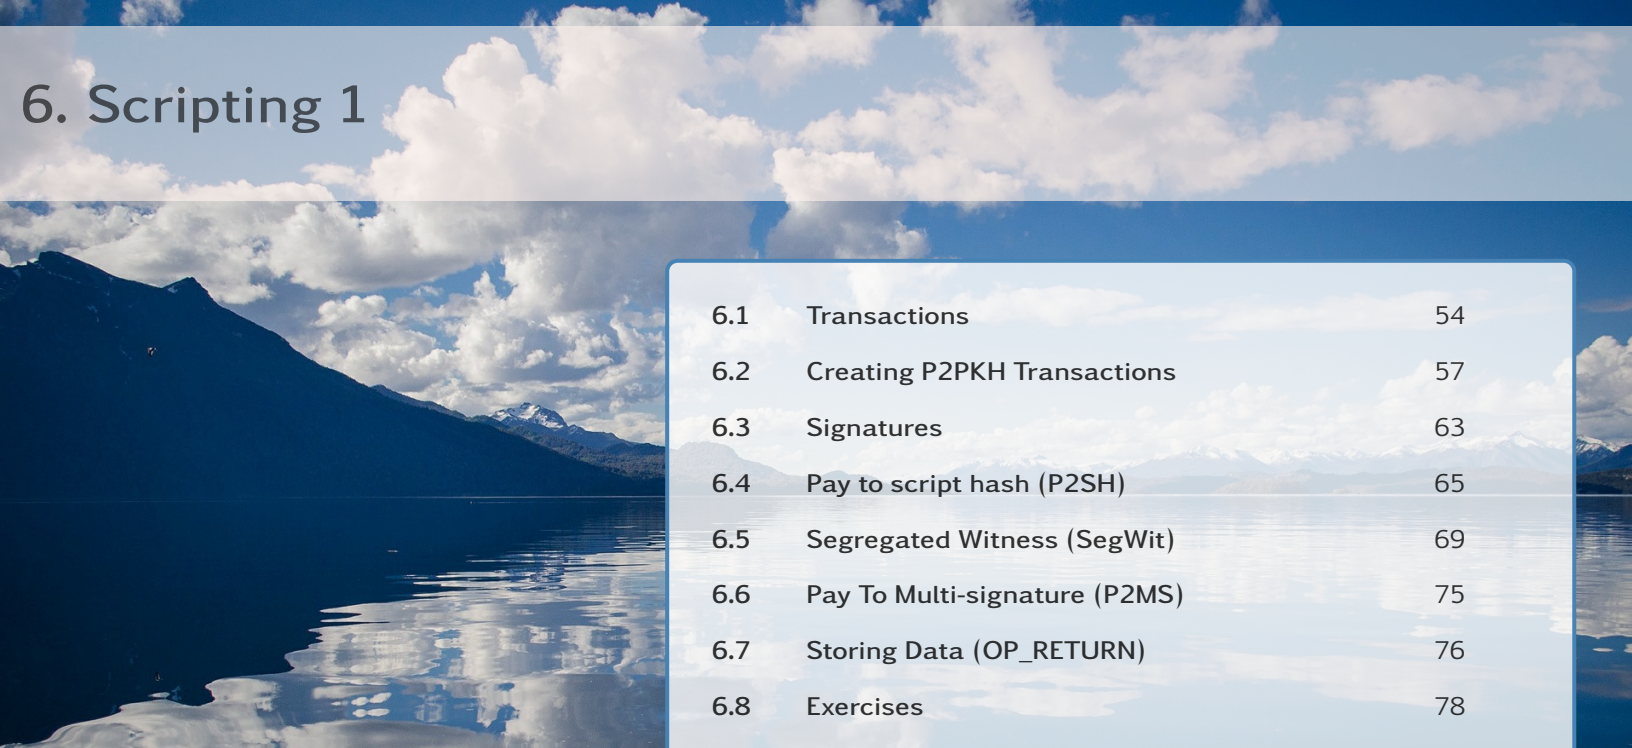 6. Scripting 1
6.1 Transactions 54
6.2 Creating P2PKH Transactions 57
6.3 Signatures 63
6.4 Pay to script hash (P2SH) 65
6.5 Segregated Witness (SegWit) 69
6.6 Pay To Multi-signature (P2MS) 75
6.7 Storing Data (OP_RETURN) 76
6.8 Exercises 78